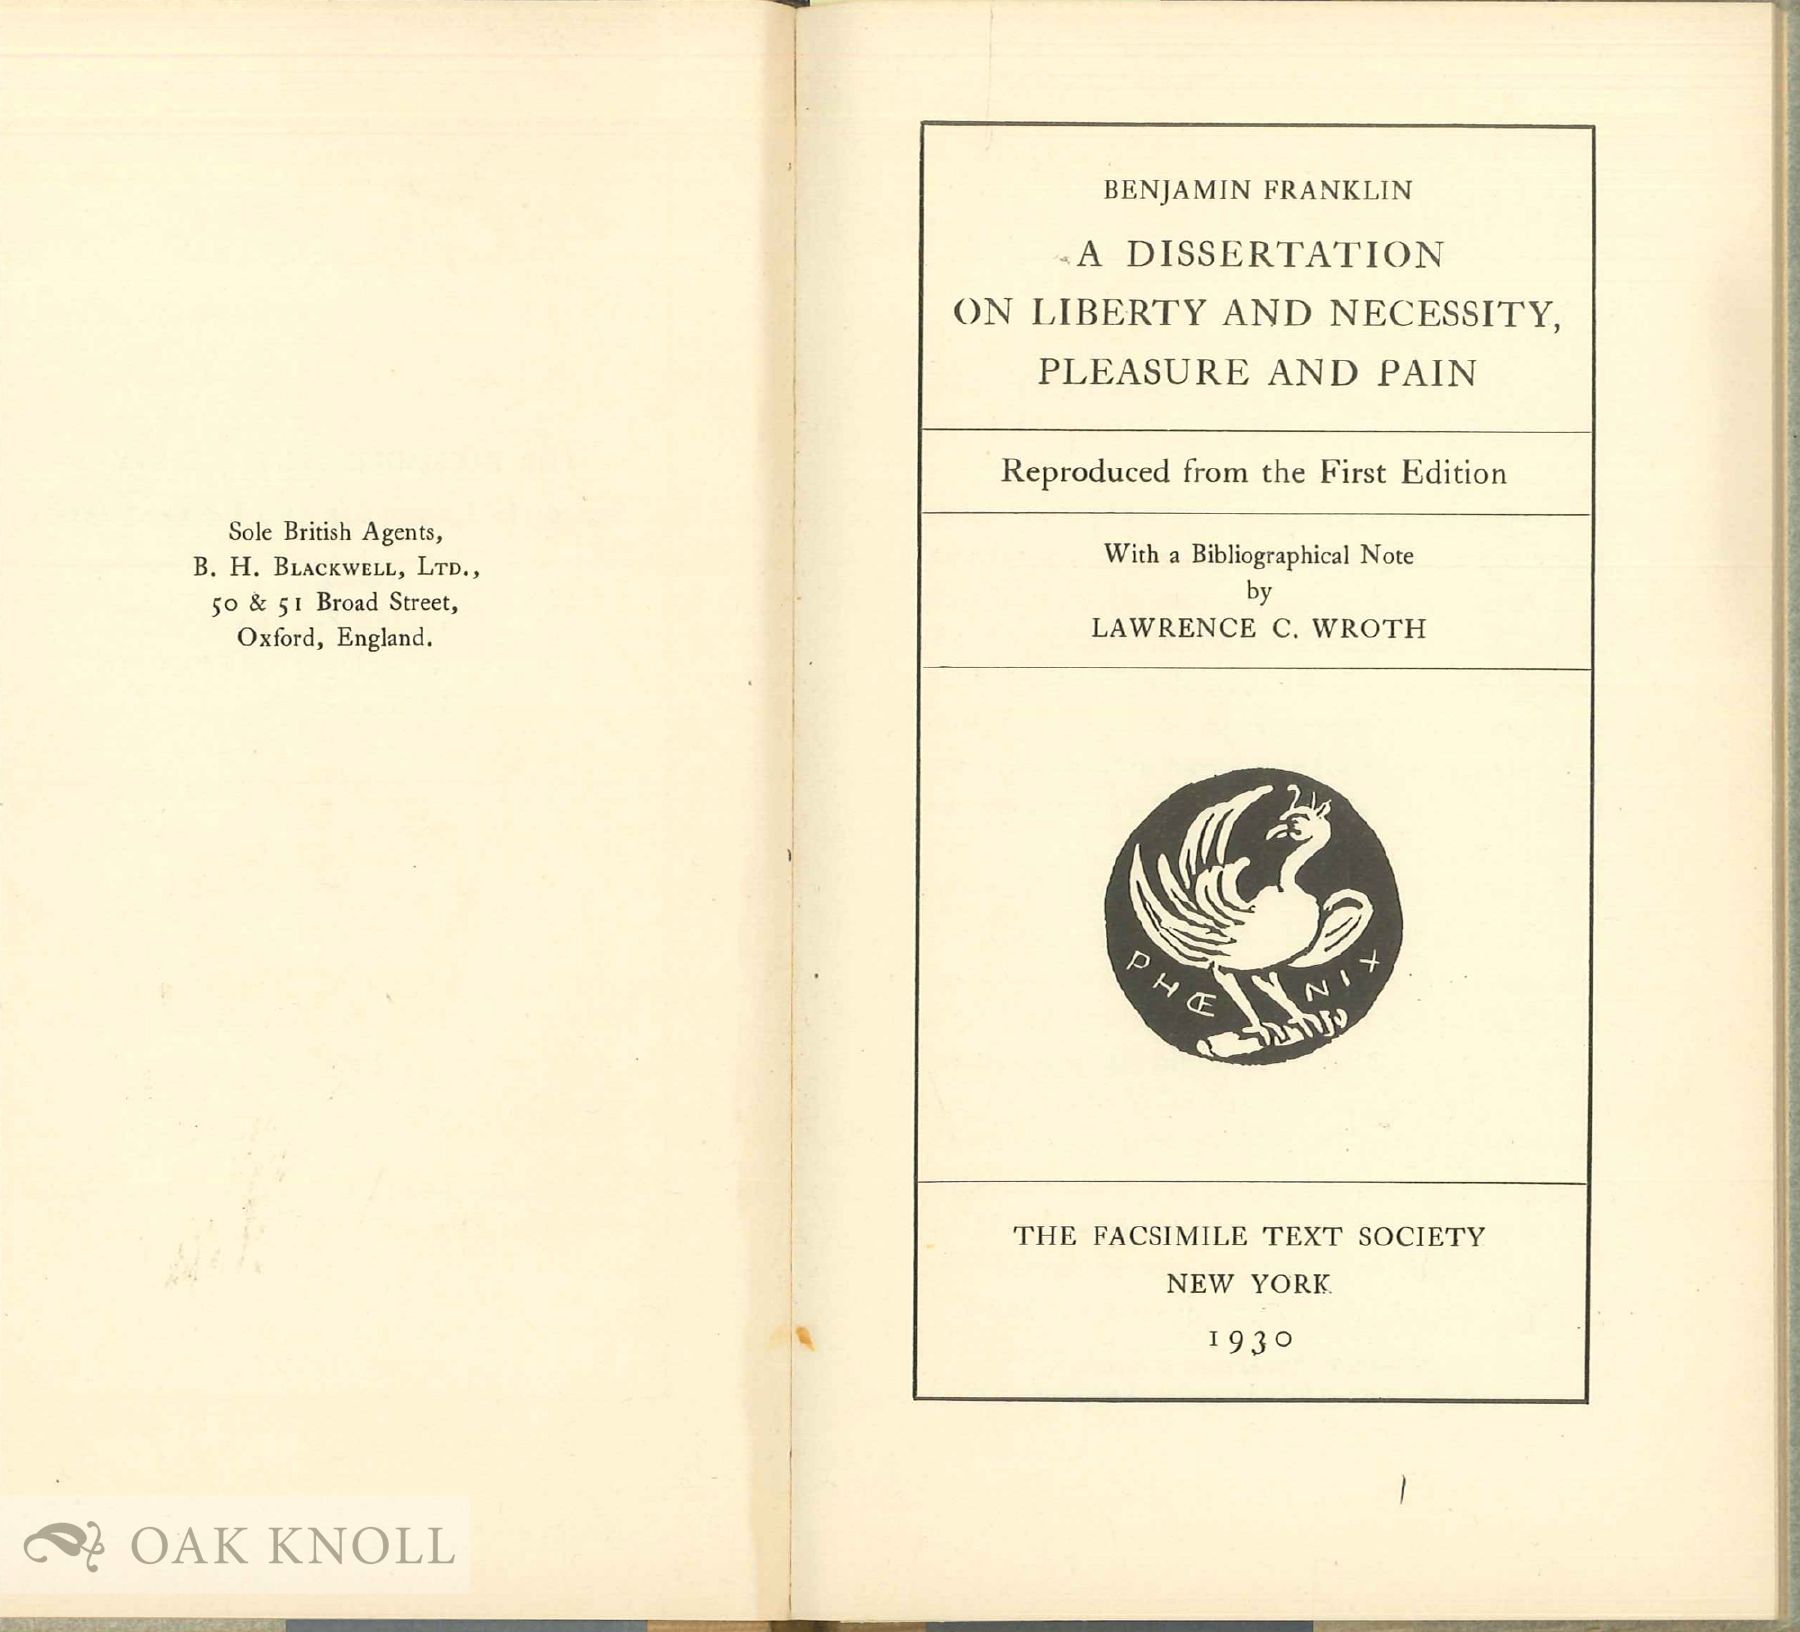 Sole British Agents,
B. H. BLACKWELL, LTD.,
50 & 51 Broad Street,
Oxford, England.
BENJAMIN FRANKLIN
A DISSERTATION
ON LIBERTY AND NECESSITY,
PLEASURE AND PAIN
Reproduced from the First Edition
With a Bibliographical Note
by
LAWRENCE C. WROTH
PHŒNIX
THE FACSIMILE TEXT SOCIETY
NEW YORK
1930
OAK KNOLL